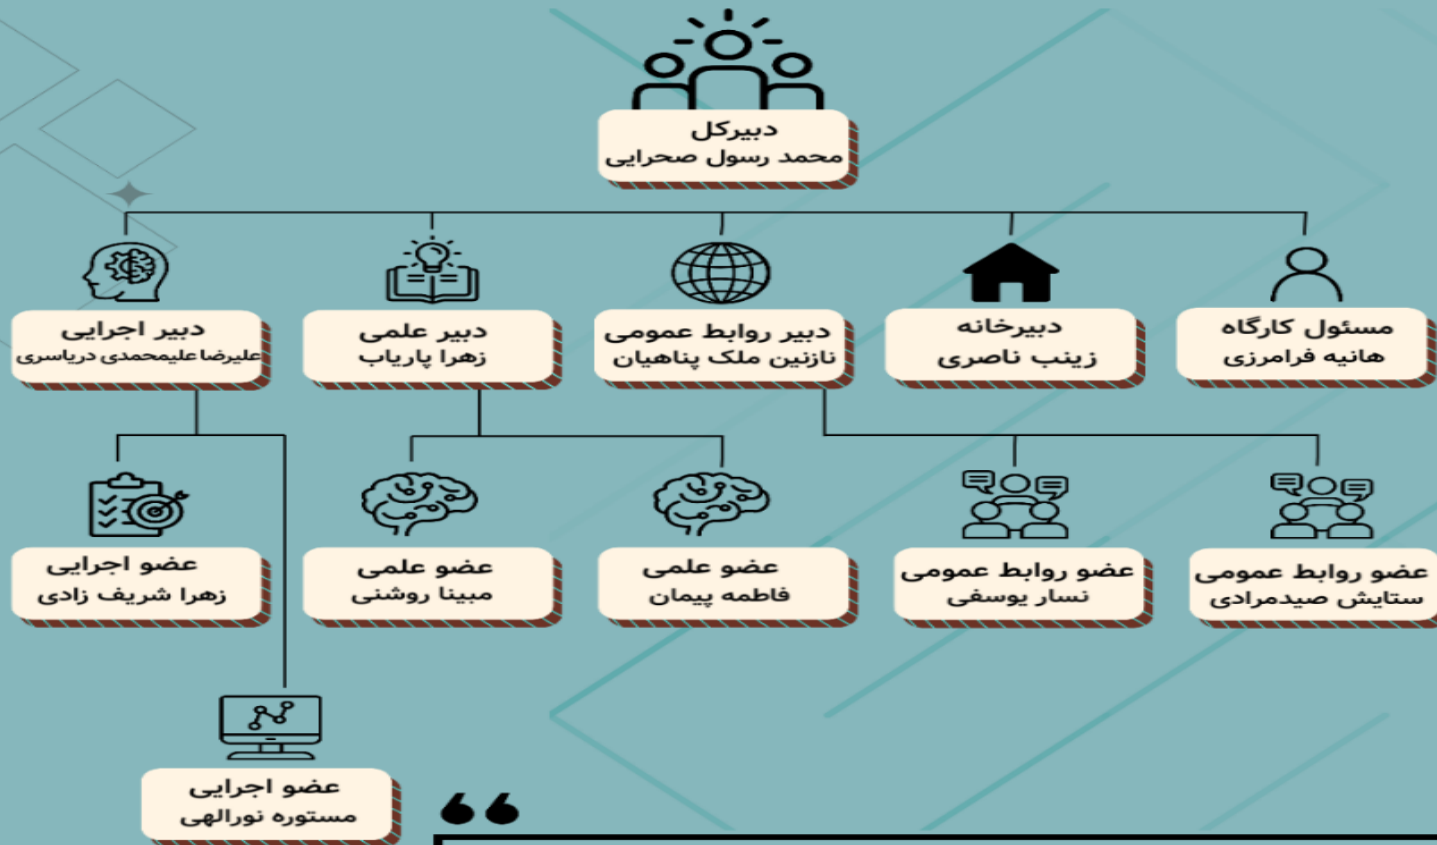 دبیرکل
محمد رسول صحرایی
مسئول کارگاه
هانیه فرامرزی
دبیرخانه
زینب ناصری
دبیر روابط عمومی
نازنین ملک پناهیان
دبیر علمی
زهرا پاریاب
دبیر اجرایی
علیرضا علیمحمدی دریاسری
عضو روابط عمومی
ستایش صیدمرادی
عضو روابط عمومی
نسار یوسفی
عضو علمی
فاطمه پیمان
عضو علمی
مبینا روشنی
عضو اجرایی
زهرا شریف زادی
عضو اجرایی
مستوره نورالهی